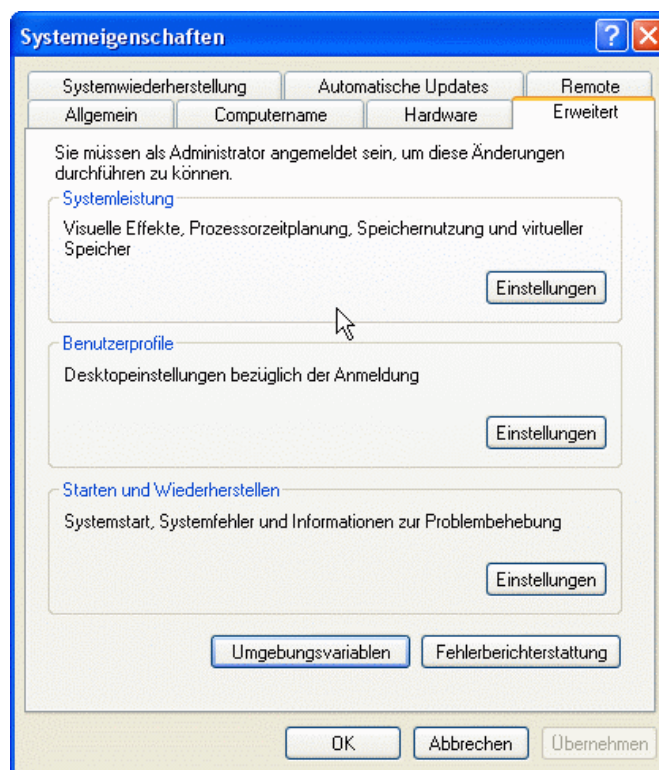 Systemeigenschaften
Systemwiederherstellung Automatische Updates Remote
Allgemein Computername Hardware Erweitert
Sie müssen als Administrator angemeldet sein, um diese Änderungen
durchführen zu können.
Systemleistung
Visuelle Effekte, Prozessorzeitplanung, Speichernutzung und virtueller
Speicher
Einstellungen
Benutzerprofile
Desktopeinstellungen bezüglich der Anmeldung
Einstellungen
Starten und Wiederherstellen
Systemstart, Systemfehler und Informationen zur Problembehebung
Einstellungen
Umgebungsvariablen Fehlerberichterstattung
OK Abbrechen Übernehmen